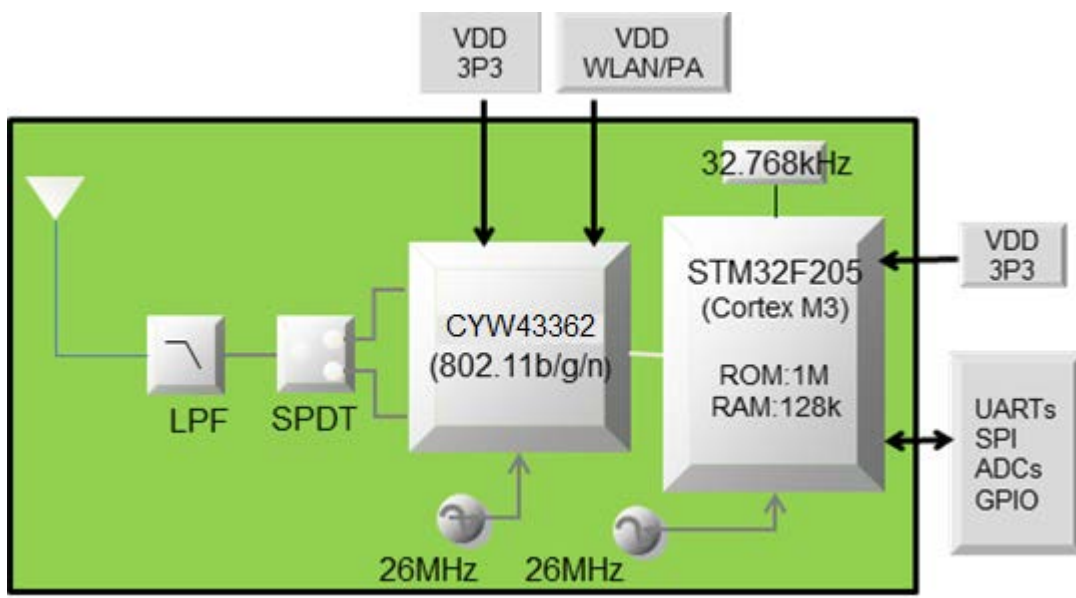 VDD
3P3
VDD
WLAN/PA
32.768kHz
STM32F205
(Cortex M3)
ROM:1M
RAM:128k
VDD
3P3
CYW43362
(802.11b/g/n)
LPF
SPDT
UARTs
SPI
ADCs
GPIO
26MHz
26MHz